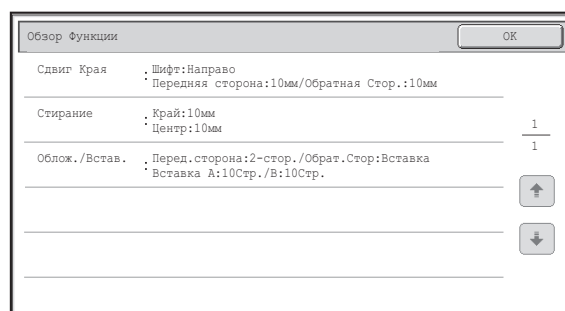 Обзор Функции
OK
Сдвиг Края : Шифт:Направо
Передняя сторона:10мм/Обратная Стор.:10мм
Стирание : Край:10мм
Центр:10мм
1
1
Облож./Встав. : Перед.сторона:2-стор./Обрат.Стор:Вставка
Вставка A:10Стр./B:10Стр.